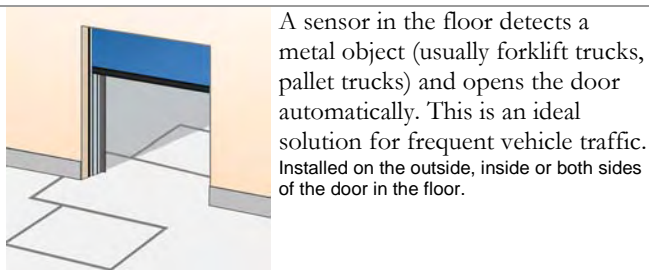 A sensor in the floor detects a
metal object (usually forklift trucks,
pallet trucks) and opens the door
automatically. This is an ideal
solution for frequent vehicle traffic.
Installed on the outside, inside or both sides
of the door in the floor.